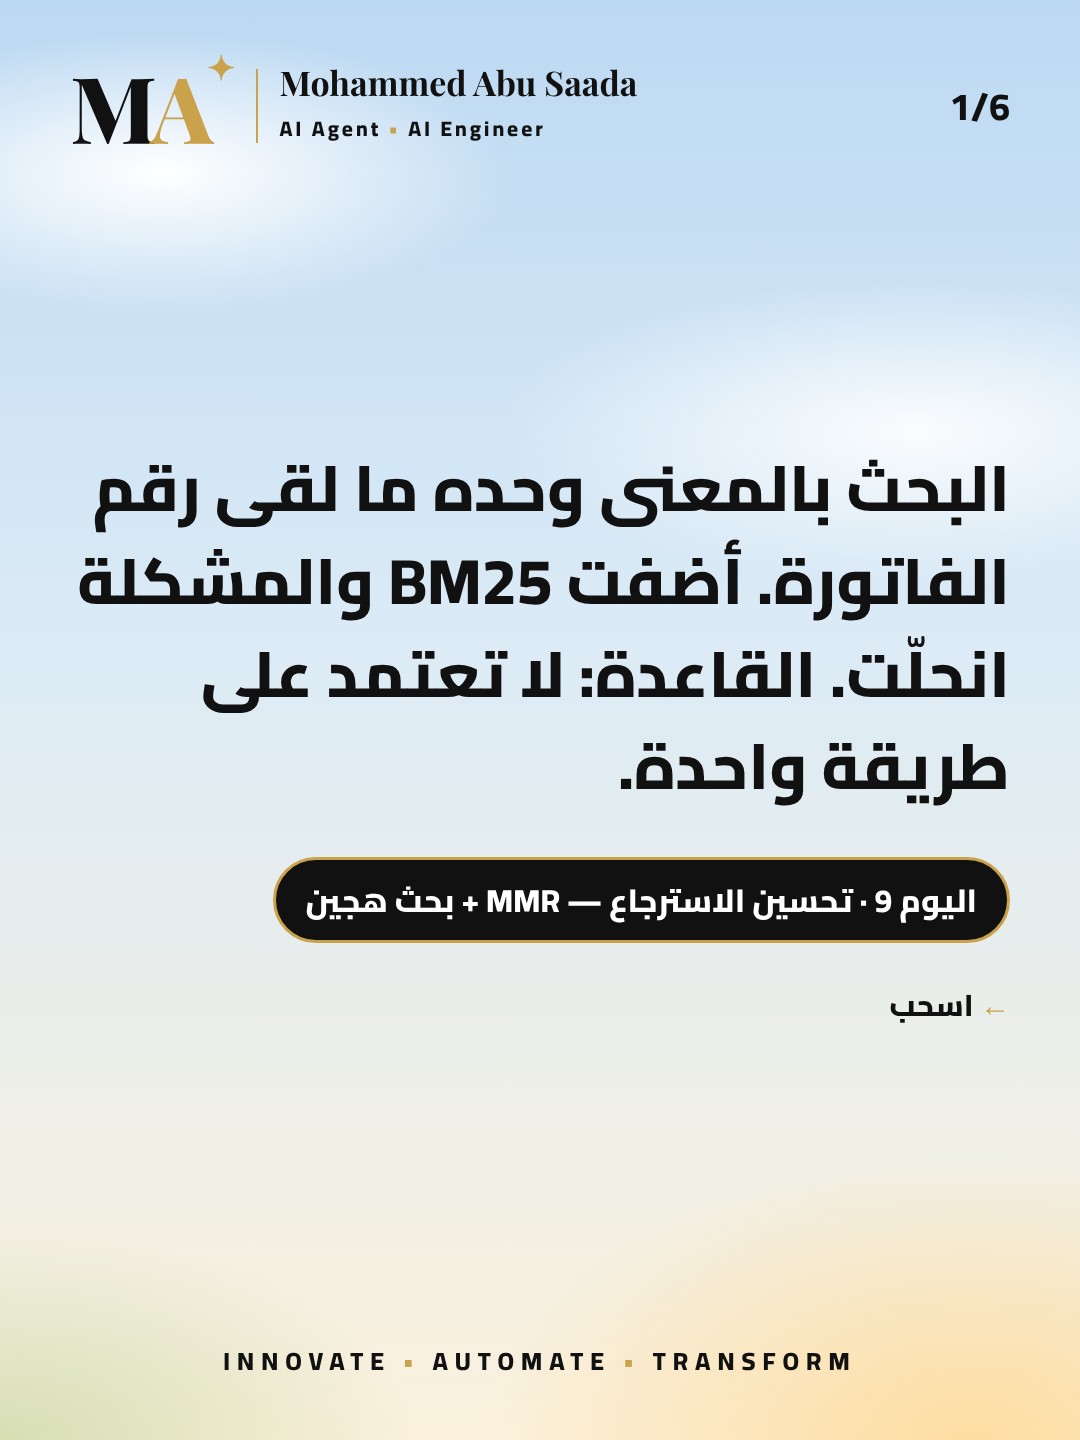 MA
Mohammed Abu Saada
AI Agent ▪ AI Engineer
1/6
البحث بالمعنى وحده ما لقى رقم
الفاتورة. أضفت BM25 والمشكلة
انحلّت. القاعدة: لا تعتمد على
طريقة واحدة.
اليوم 9 · تحسين الاسترجاع — MMR + بحث هجين
← اسحب
INNOVATE ▪ AUTOMATE ▪ TRANSFORM